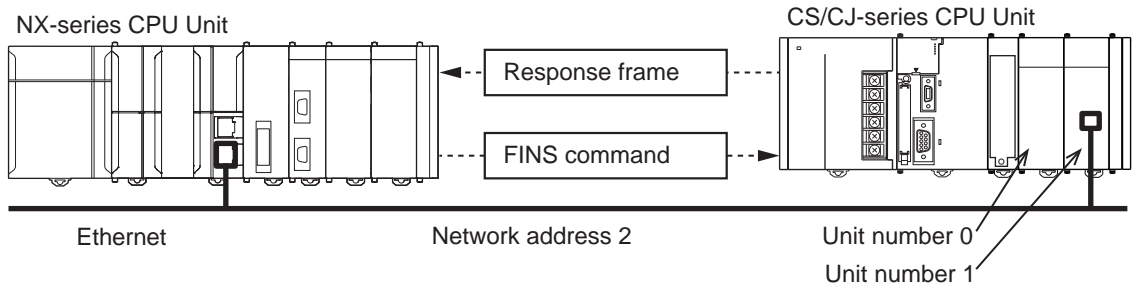 NX-series CPU Unit
CS/CJ-series CPU Unit
Response frame
FINS command
Ethernet
Network address 2
Unit number 0
Unit number 1